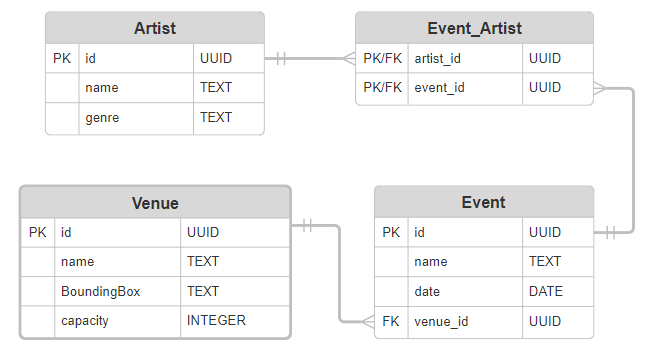 Artist
PK id UUID
name TEXT
genre TEXT
Event_Artist
PK/FK artist_id UUID
PK/FK event_id UUID
Venue
PK id UUID
name TEXT
BoundingBox TEXT
capacity INTEGER
Event
PK id UUID
name TEXT
date DATE
FK venue_id UUID